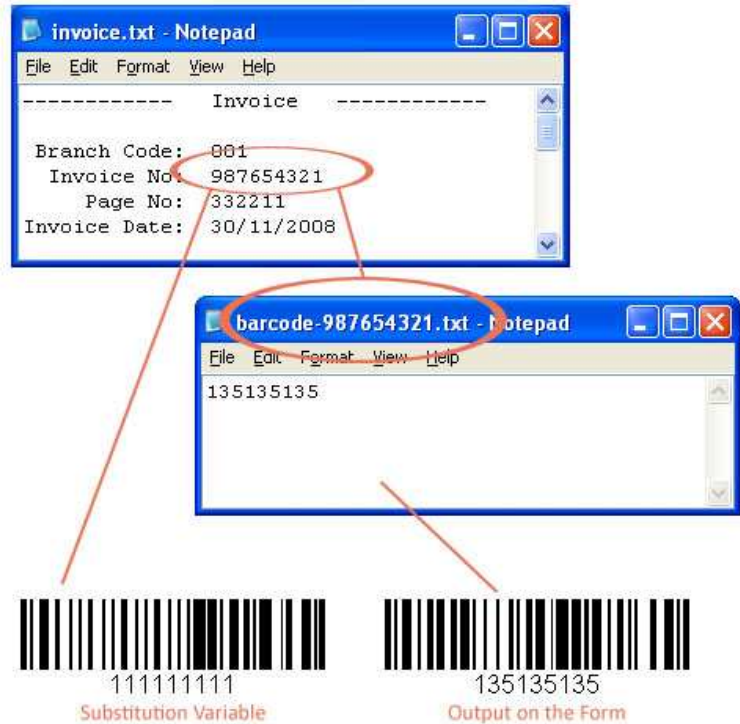 invoice.txt - Notepad
File Edit Format View Help
------------ Invoice ------------
Branch Code: 001
Invoice No: 987654321
Page No: 332211
Invoice Date: 30/11/2008
barcode-987654321.txt - Notepad
File Edit Format View Help
135135135
111111111
Substitution Variable
135135135
Output on the Form